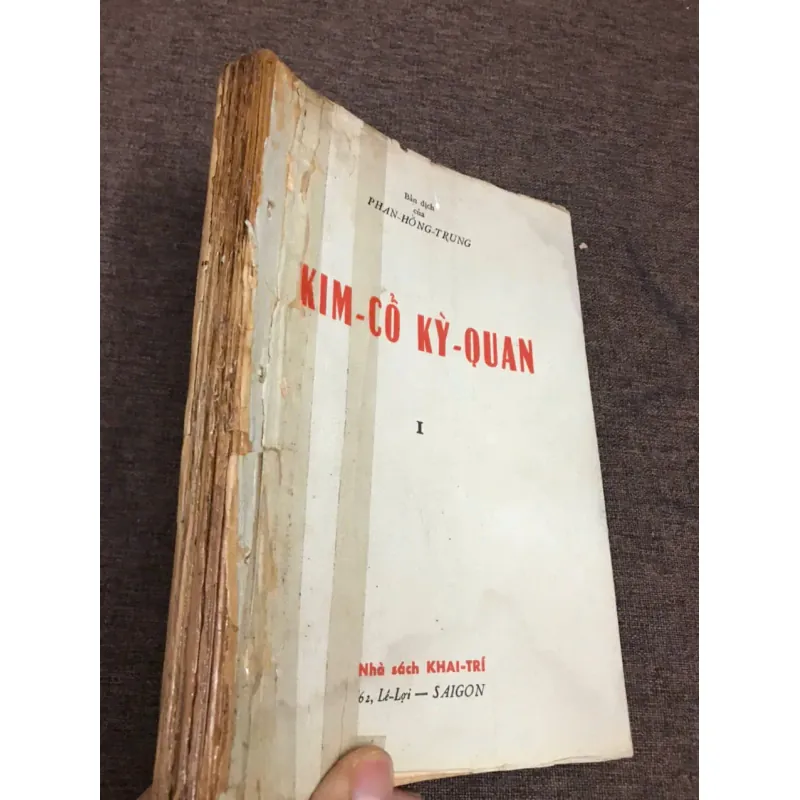 Bản dịch
của
PHAN-HỒNG-TRUNG
KIM-CỔ KỲ-QUAN
I
Nhà sách KHAI-TRÍ
62, Lê-Lợi — SAIGON